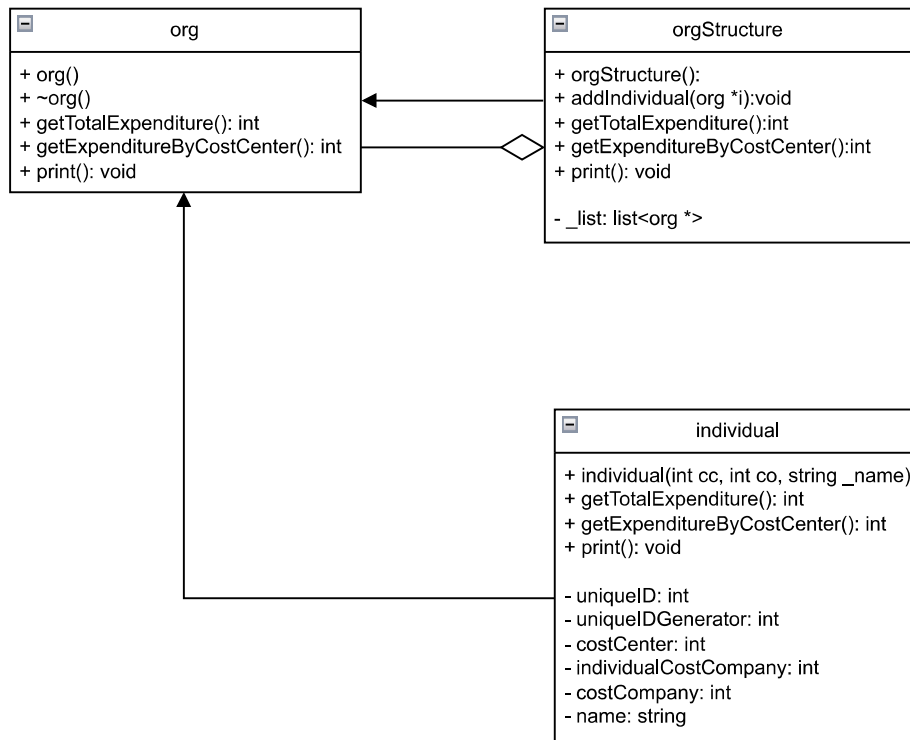 org
+ org()
+ ~org()
+ getTotalExpenditure(): int
+ getExpenditureByCostCenter(): int
+ print(): void
orgStructure
+ orgStructure():
+ addIndividual(org *i):void
+ getTotalExpenditure():int
+ getExpenditureByCostCenter():int
+ print(): void
- _list: list<org *>
individual
+ individual(int cc, int co, string _name)
+ getTotalExpenditure(): int
+ getExpenditureByCostCenter(): int
+ print(): void
- uniqueID: int
- uniqueIDGenerator: int
- costCenter: int
- individualCostCompany: int
- costCompany: int
- name: string